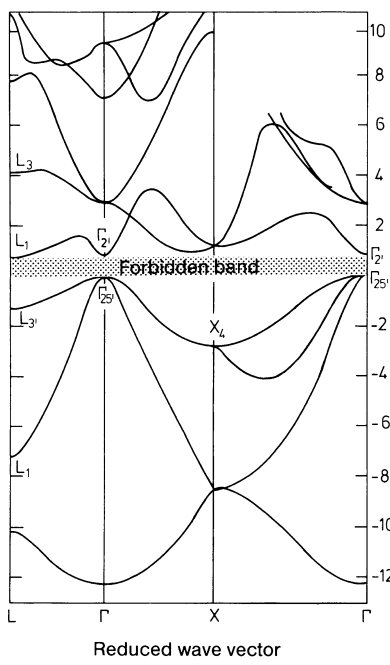 10
8
6
L₃
4
Γ₂'
2
L₁
Γ₂'
Forbidden band
Γ₂₅'
Γ₂₅'
L₃'
X₄
-2
-4
-6
L₁
-8
-10
-12
L Γ X Γ
Reduced wave vector